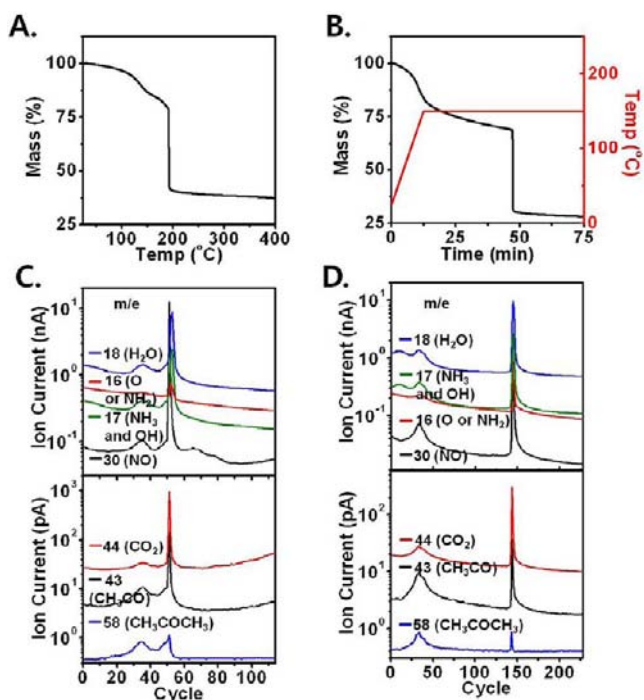 A.
100
75
50
25
Mass (%)
100 200 300 400
Temp (°C)
B.
100
75
50
25
Mass (%)
200
100
0
Temp (°C)
0 25 50 75
Time (min)
C.
10¹
10⁰
10⁻¹
Ion Current (nA)
m/e
18 (H₂O)
16 (O
or NH₂)
17 (NH₃
and OH)
30 (NO)
10³
10²
10¹
10⁰
Ion Current (pA)
44 (CO₂)
43
(CH₃CO)
58 (CH₃COCH₃)
0 50 100
Cycle
D.
10¹
10⁰
10⁻¹
Ion Current (nA)
m/e
18 (H₂O)
17 (NH₃
and OH)
16 (O or NH₂)
30 (NO)
10²
10¹
10⁰
Ion Current (pA)
44 (CO₂)
43 (CH₃CO)
58 (CH₃COCH₃)
0 50 100 150 200
Cycle